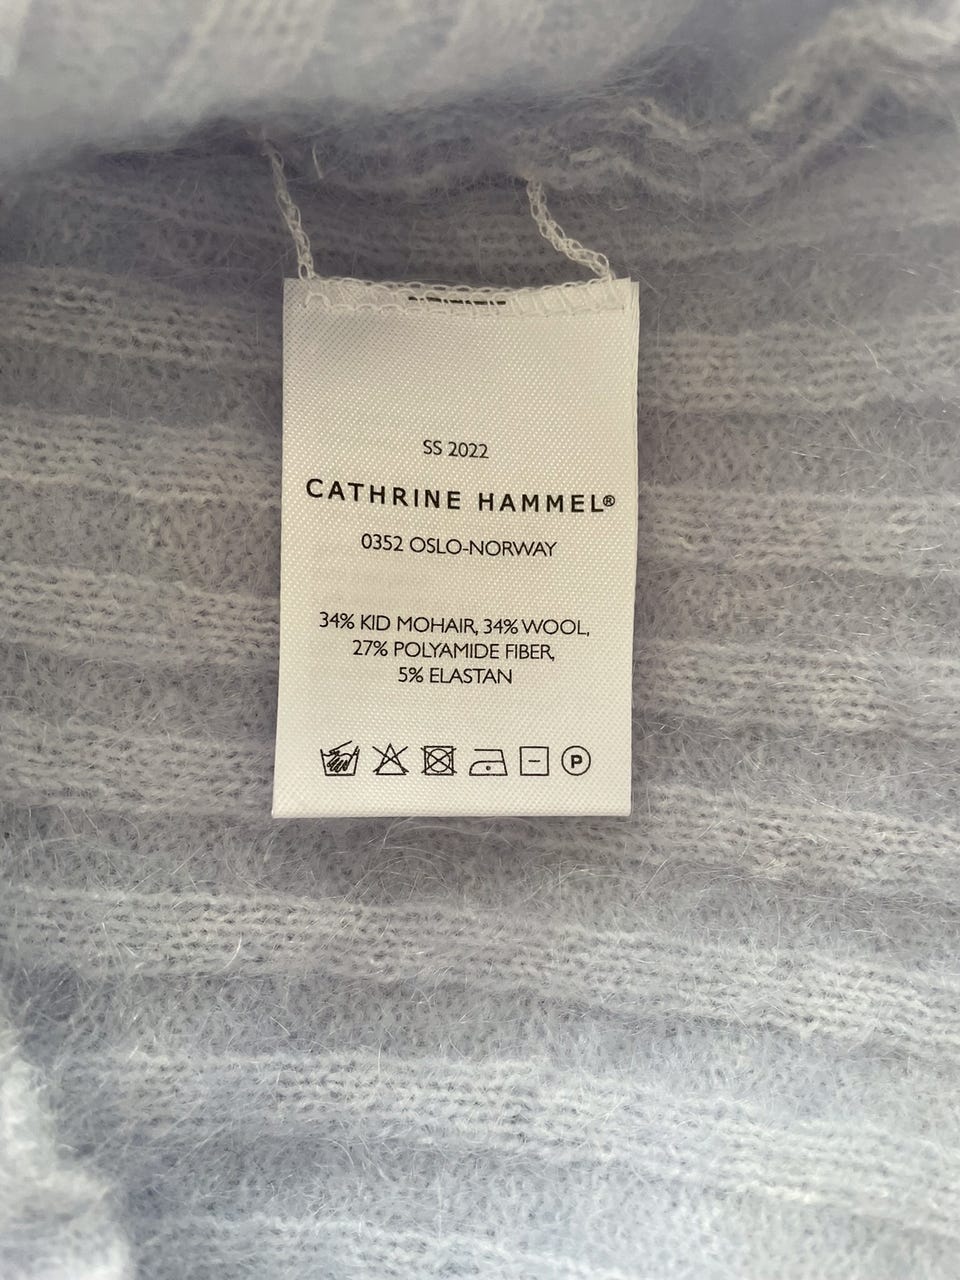 SS 2022
CATHRINE HAMMEL®
0352 OSLO-NORWAY
34% KID MOHAIR, 34% WOOL,
27% POLYAMIDE FIBER,
5% ELASTAN
P